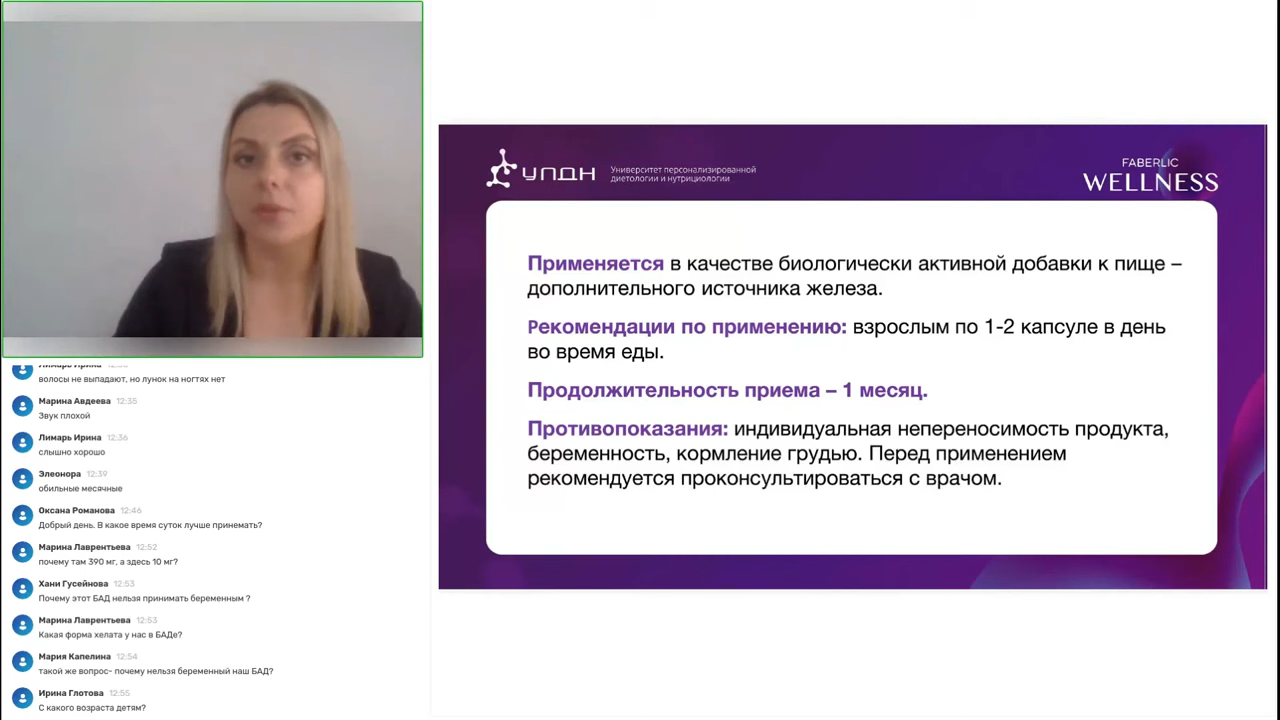 Лимарь Ирина
волосы не выпадают, но лунок на ногтях нет
Марина Авдеева 12:35
Звук плохой
Лимарь Ирина 12:36
слышно хорошо
Элеонора 12:39
обильные месячные
Оксана Романова 12:46
Добрый день. В какое время суток лучше принемать?
Марина Лаврентьева 12:52
почему там 390 мг, а здесь 10 мг?
Хани Гусейнова 12:53
Почему этот БАД нельзя принимать беременным ?
Марина Лаврентьева 12:53
Какая форма хелата у нас в БАДе?
Мария Капелина 12:54
такой же вопрос- почему нельзя беременный наш БАД?
Ирина Глотова 12:55
С какого возраста детям?
УПДН
Университет персонализированной
диетологии и нутрициологии
FABERLIC
WELLNESS
Применяется в качестве биологически активной добавки к пище –
дополнительного источника железа.
Рекомендации по применению: взрослым по 1-2 капсуле в день
во время еды.
Продолжительность приема – 1 месяц.
Противопоказания: индивидуальная непереносимость продукта,
беременность, кормление грудью. Перед применением
рекомендуется проконсультироваться с врачом.